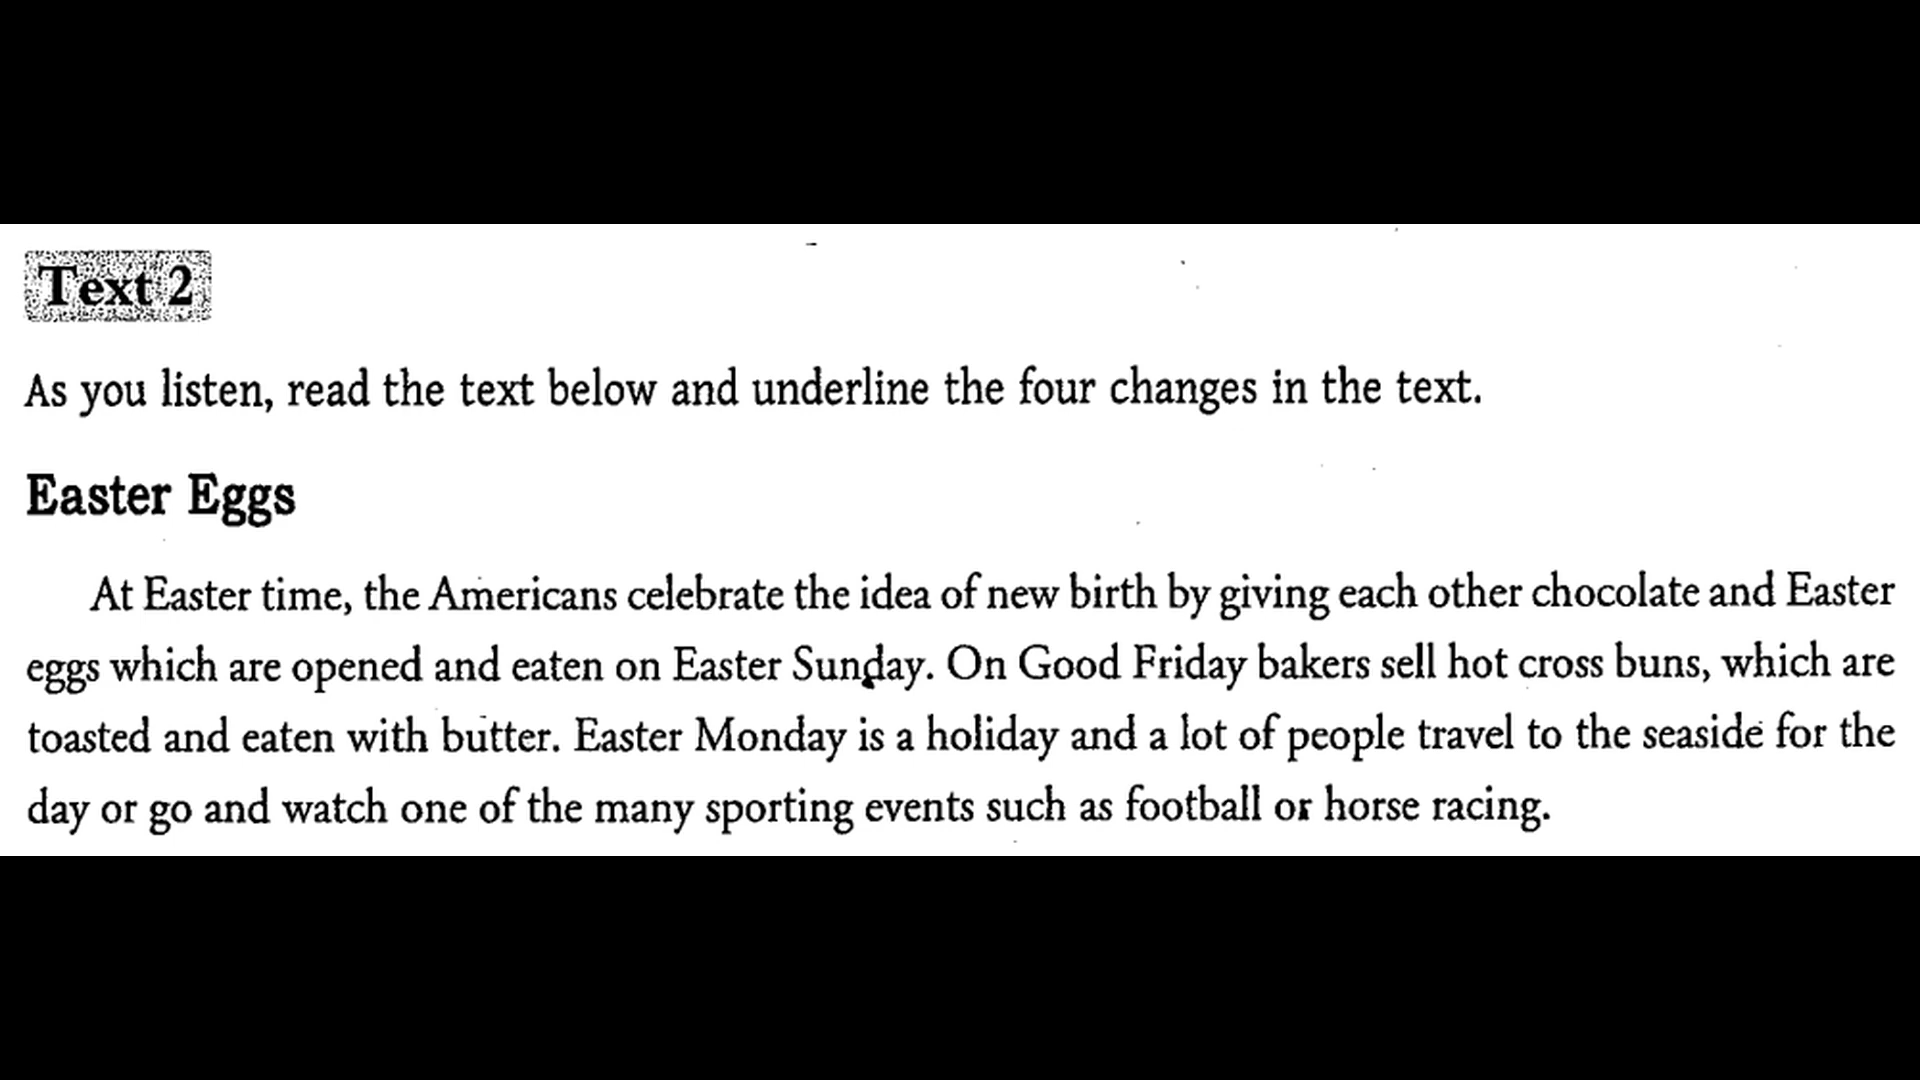 Text 2
As you listen, read the text below and underline the four changes in the text.
Easter Eggs
At Easter time, the Americans celebrate the idea of new birth by giving each other chocolate and Easter
eggs which are opened and eaten on Easter Sunday. On Good Friday bakers sell hot cross buns, which are
toasted and eaten with butter. Easter Monday is a holiday and a lot of people travel to the seaside for the
day or go and watch one of the many sporting events such as football or horse racing.